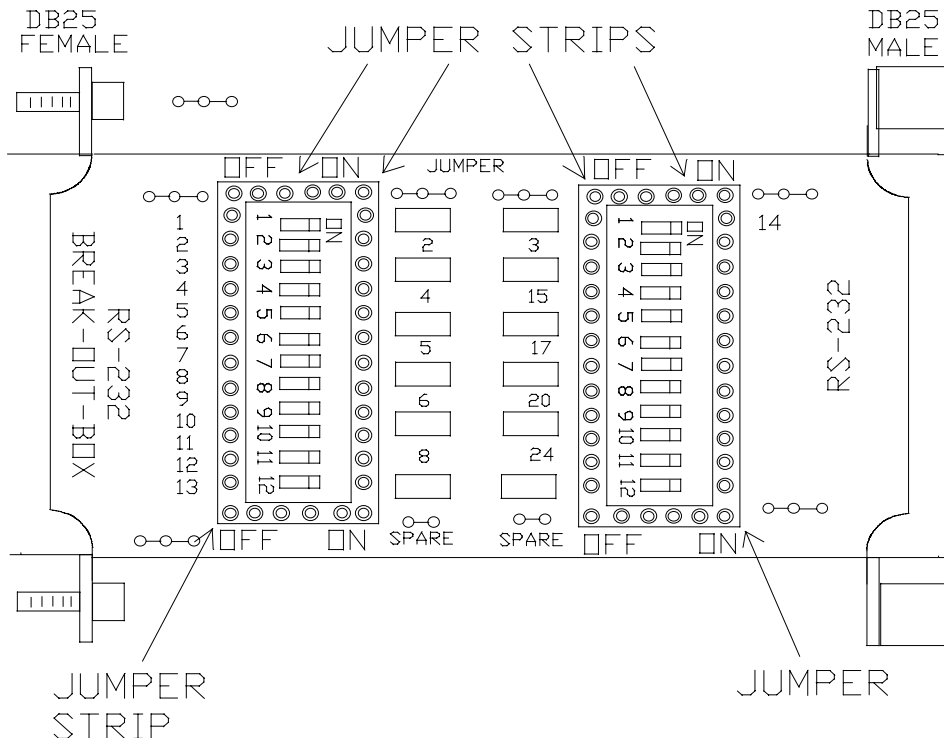 DB25
FEMALE
JUMPER STRIPS
DB25
MALE
OFF ON
JUMPER
OFF ON
1
2
3
4
5
6
7
8
9
10
11
12
13
BREAK-OUT-BOX
RS-232
ON
1
2
3
4
5
6
7
8
9
10
11
12
2
4
5
6
8
3
15
17
20
24
ON
1
2
3
4
5
6
7
8
9
10
11
12
14
RS-232
OFF ON
SPARE
SPARE
OFF ON
JUMPER
STRIP
JUMPER